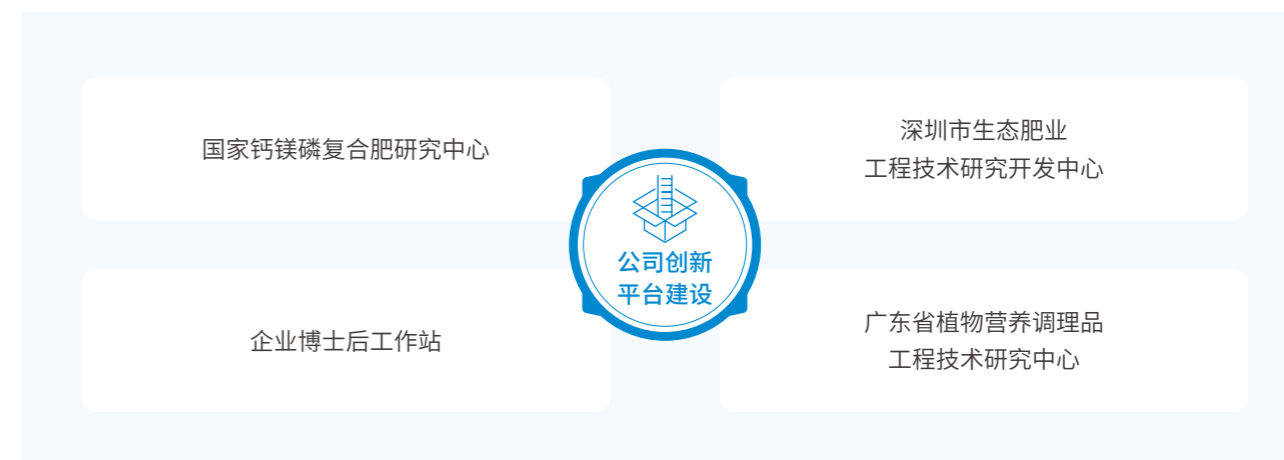 国家钙镁磷复合肥研究中心
深圳市生态肥业
工程技术研究开发中心
公司创新
平台建设
企业博士后工作站
广东省植物营养调理品
工程技术研究中心